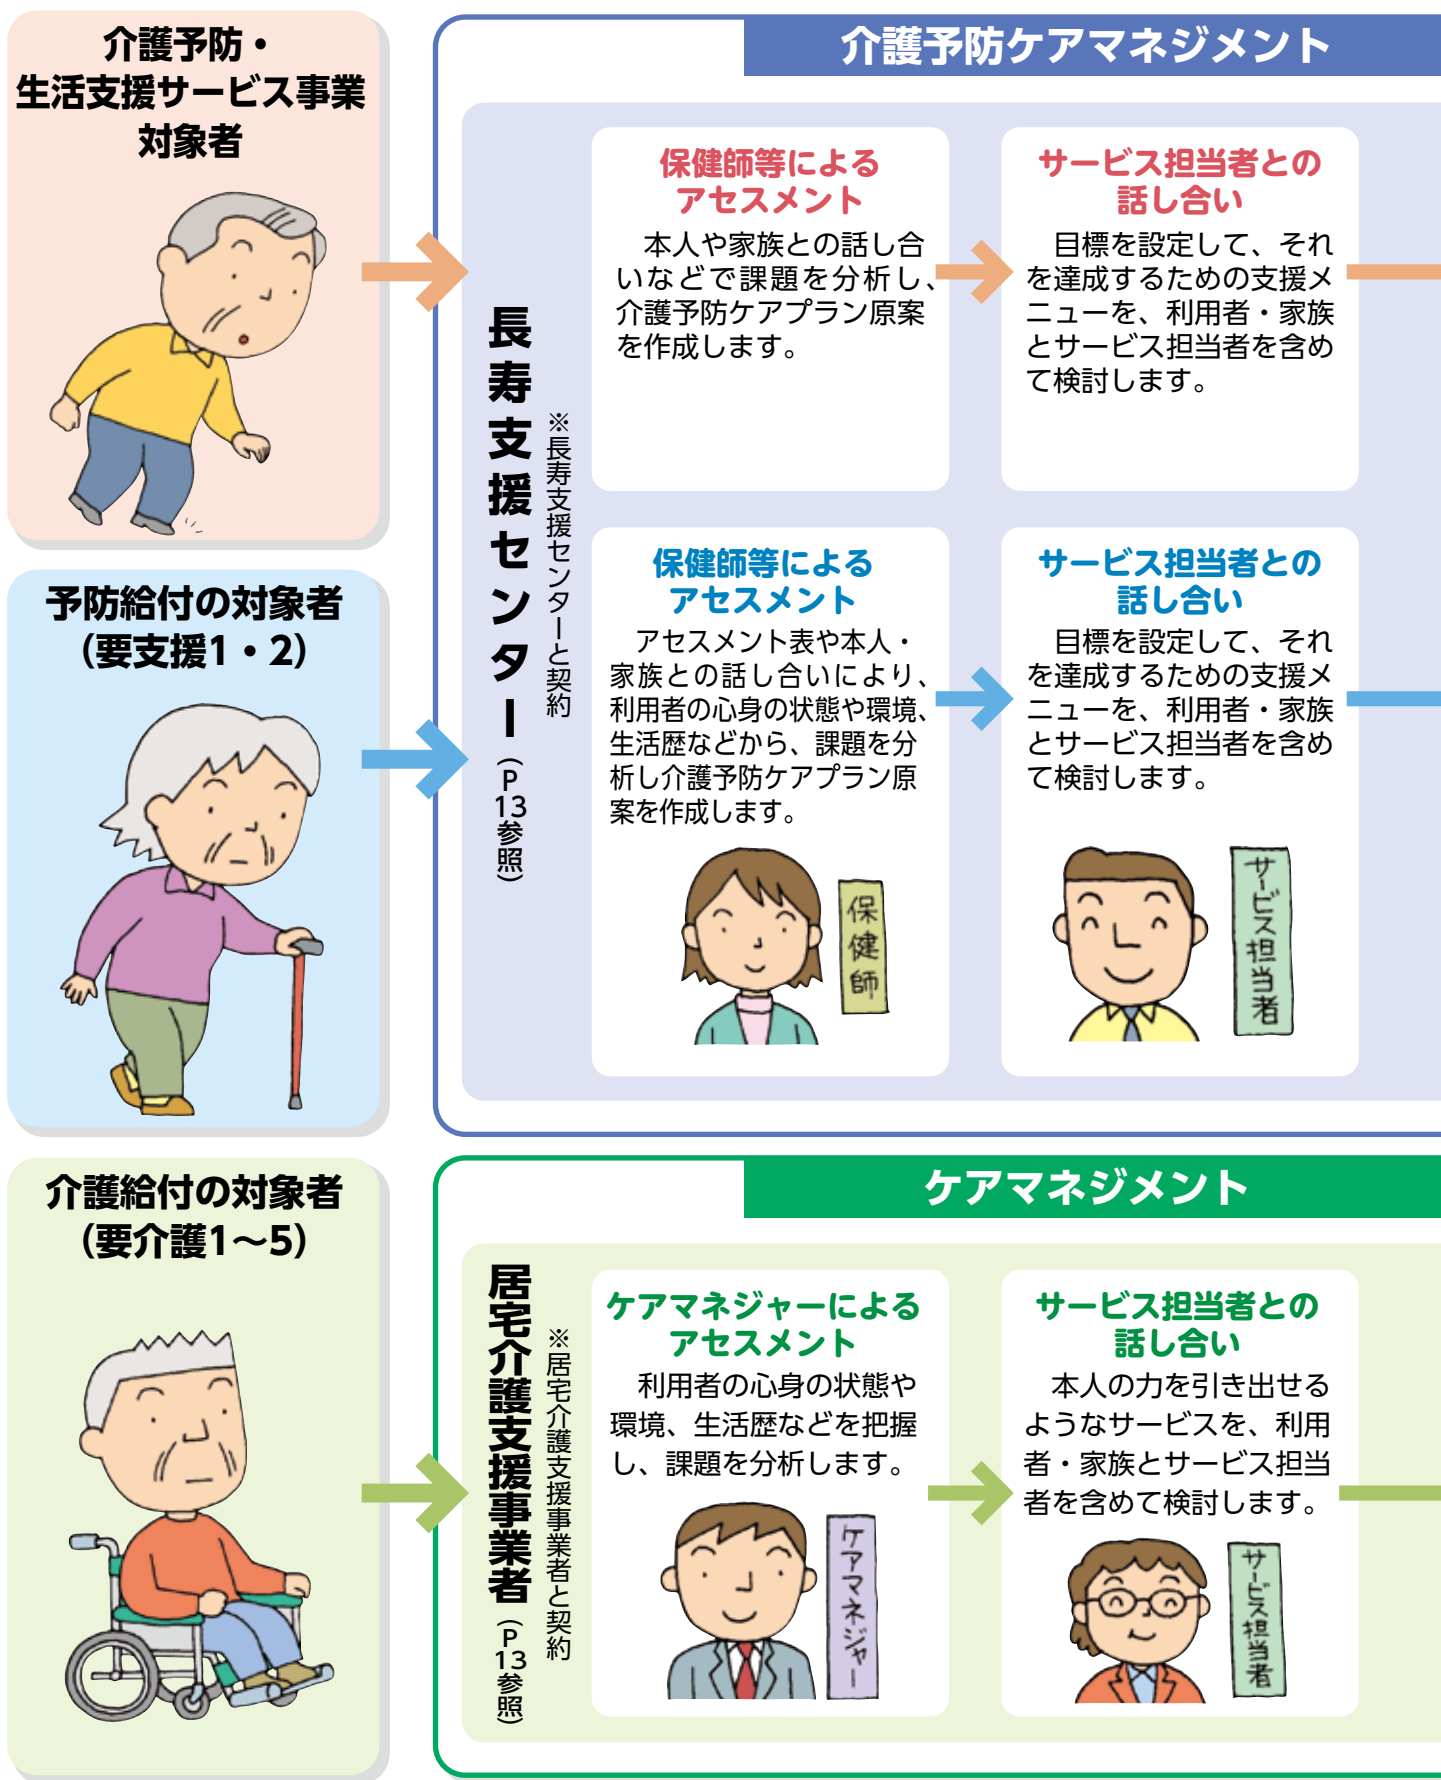 介護予防・
生活支援サービス事業
対象者
介護予防ケアマネジメント
長寿支援センター（P13参照）
※長寿支援センターと契約
保健師等による
アセスメント
本人や家族との話し合
いなどで課題を分析し、
介護予防ケアプラン原案
を作成します。
サービス担当者との
話し合い
目標を設定して、それ
を達成するための支援メ
ニューを、利用者・家族
とサービス担当者を含め
て検討します。
予防給付の対象者
（要支援1・2）
保健師等による
アセスメント
アセスメント表や本人・
家族との話し合いにより、
利用者の心身の状態や環境、
生活歴などから、課題を分
析し介護予防ケアプラン原
案を作成します。
保健師
サービス担当者との
話し合い
目標を設定して、それ
を達成するための支援メ
ニューを、利用者・家族
とサービス担当者を含め
て検討します。
サービス担当者
介護給付の対象者
（要介護1～5）
ケアマネジメント
居宅介護支援事業者（P13参照）
※居宅介護支援事業者と契約
ケアマネジャーによる
アセスメント
利用者の心身の状態や
環境、生活歴などを把握
し、課題を分析します。
ケアマネジャー
サービス担当者との
話し合い
本人の力を引き出せる
ようなサービスを、利用
者・家族とサービス担当
者を含めて検討します。
サービス担当者